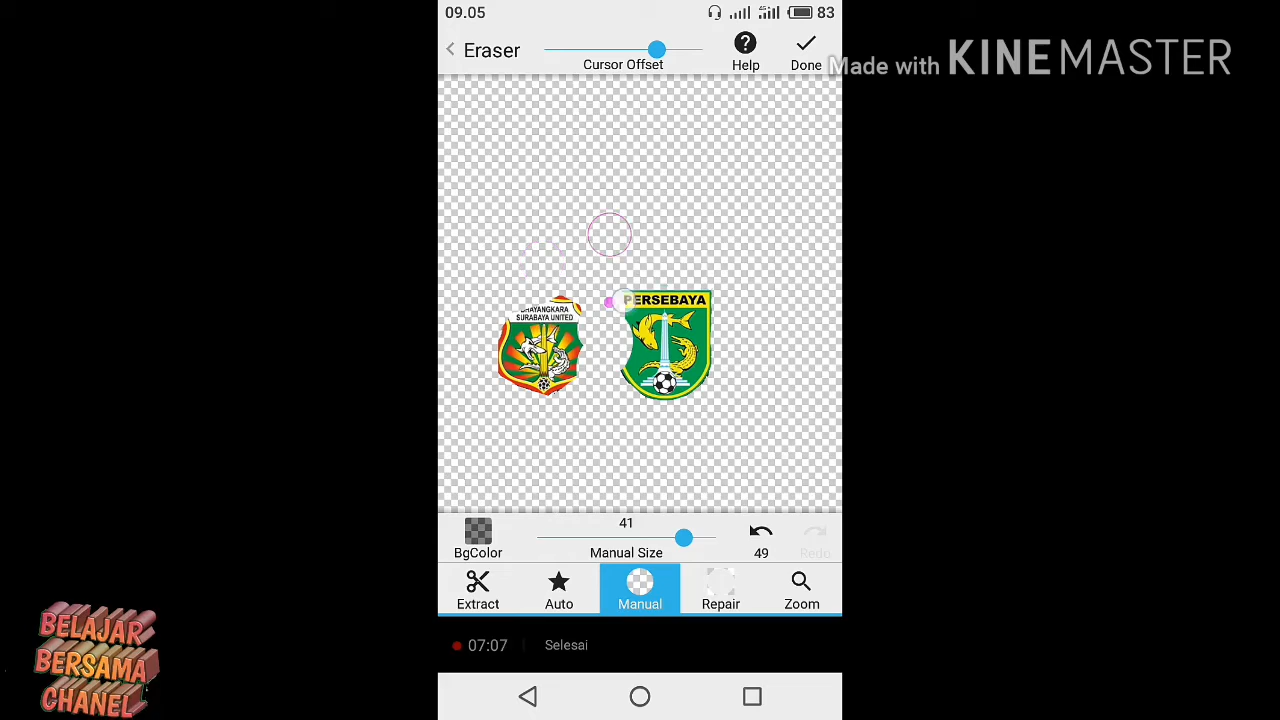 09.05
4G
83
Eraser
Cursor Offset
Help
Done
Made with KINEMASTER
BHAYANGKARA
SURABAYA UNITED
PERSEBAYA
41
BgColor
Manual Size
49
Redo
Extract
Auto
Manual
Repair
Zoom
07:07
Selesai
BELAJAR
BERSAMA
CHANEL